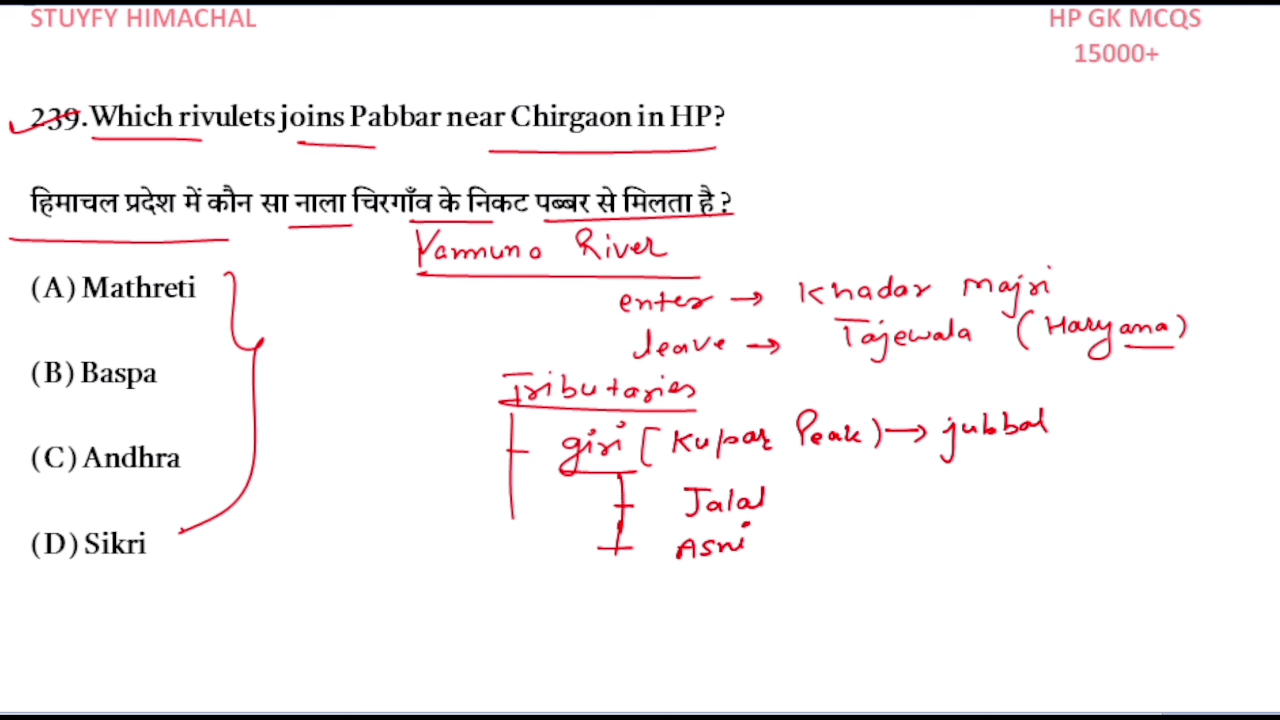 STUYFY HIMACHAL
HP GK MCQS
15000+
239.Which rivulets joins Pabbar near Chirgaon in HP?
हिमाचल प्रदेश में कौन सा नाला चिरगाँव के निकट पब्बर से मिलता है ?
Yamuna River
(A) Mathreti
enter → Khadar majri
leave → Tajewala (Haryana)
(B) Baspa
Tributaries
giri [Kupar Peak) → jubbal
(C) Andhra
Jalal
Asni
(D) Sikri